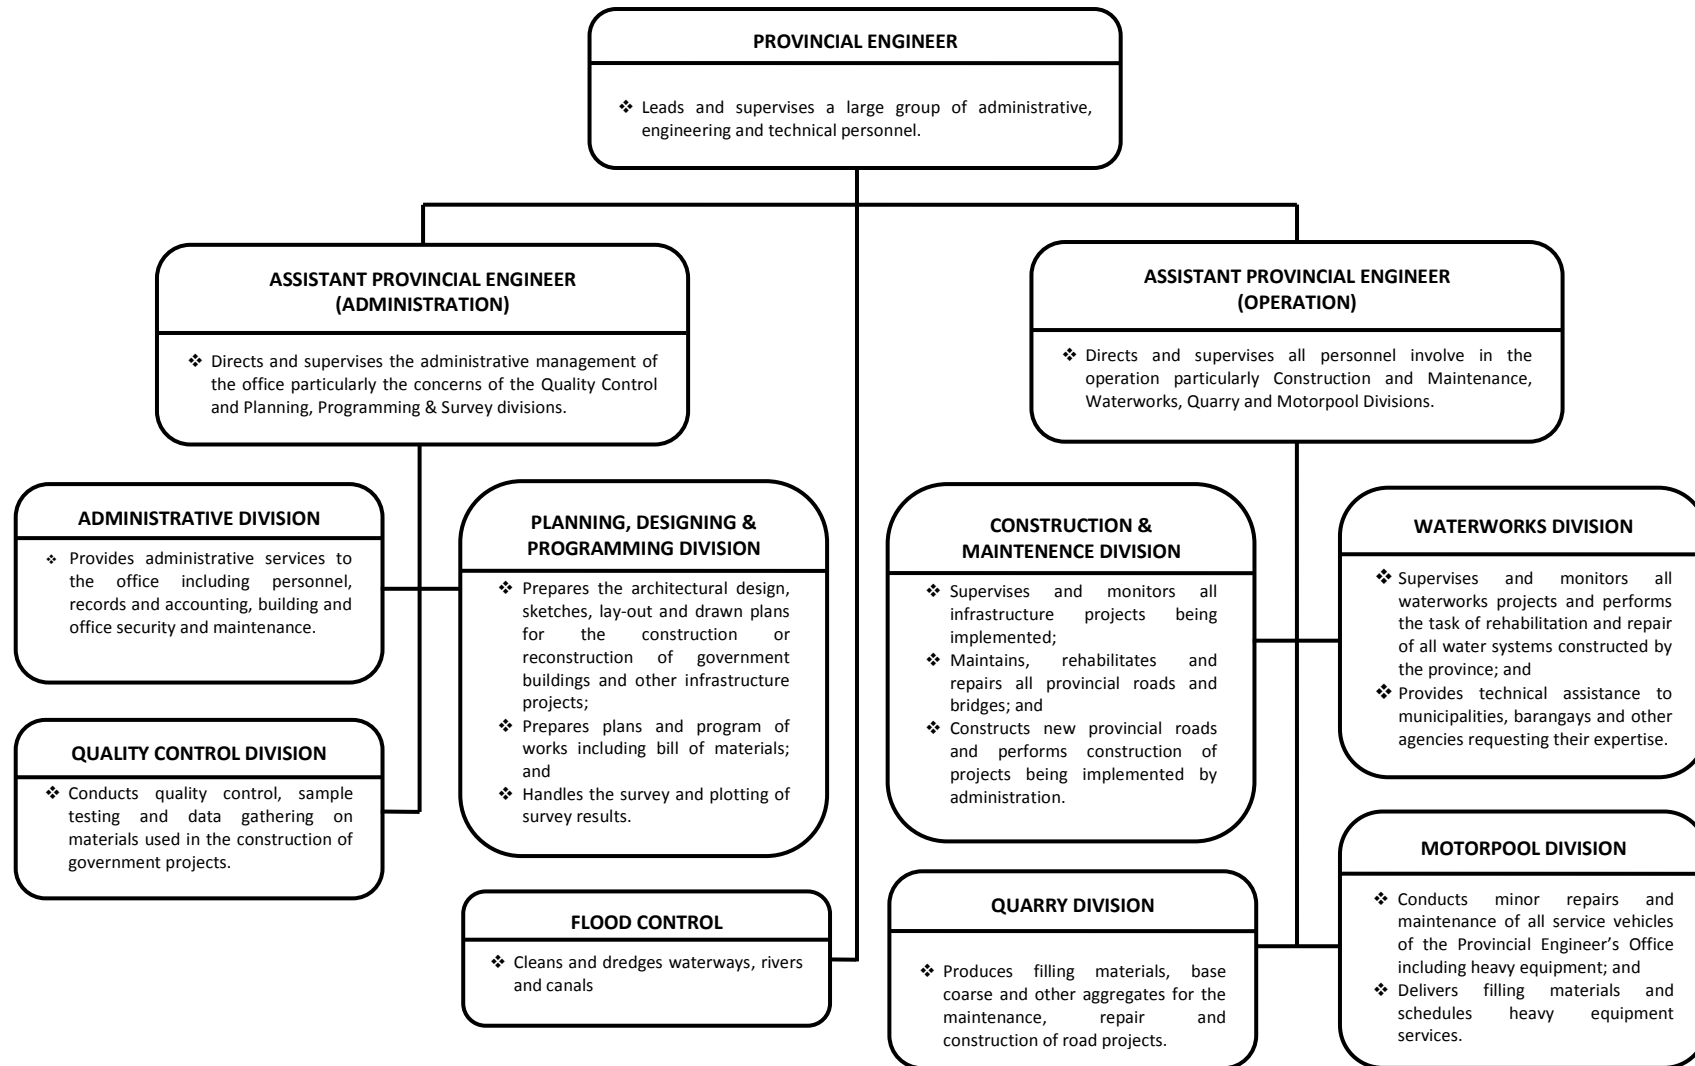 PROVINCIAL ENGINEER
❖ Leads and supervises a large group of administrative,
engineering and technical personnel.
ASSISTANT PROVINCIAL ENGINEER
(ADMINISTRATION)
❖ Directs and supervises the administrative management of
the office particularly the concerns of the Quality Control
and Planning, Programming & Survey divisions.
ASSISTANT PROVINCIAL ENGINEER
(OPERATION)
❖ Directs and supervises all personnel involve in the
operation particularly Construction and Maintenance,
Waterworks, Quarry and Motorpool Divisions.
ADMINISTRATIVE DIVISION
❖ Provides administrative services to
the office including personnel,
records and accounting, building and
office security and maintenance.
PLANNING, DESIGNING &
PROGRAMMING DIVISION
❖ Prepares the architectural design,
sketches, lay-out and drawn plans
for the construction or
reconstruction of government
buildings and other infrastructure
projects;
❖ Prepares plans and program of
works including bill of materials;
and
❖ Handles the survey and plotting of
survey results.
CONSTRUCTION &
MAINTENENCE DIVISION
❖ Supervises and monitors all
infrastructure projects being
implemented;
❖ Maintains, rehabilitates and
repairs all provincial roads and
bridges; and
❖ Constructs new provincial roads
and performs construction of
projects being implemented by
administration.
WATERWORKS DIVISION
❖ Supervises and monitors all
waterworks projects and performs
the task of rehabilitation and repair
of all water systems constructed by
the province; and
❖ Provides technical assistance to
municipalities, barangays and other
agencies requesting their expertise.
QUALITY CONTROL DIVISION
❖ Conducts quality control, sample
testing and data gathering on
materials used in the construction of
government projects.
FLOOD CONTROL
❖ Cleans and dredges waterways, rivers
and canals
QUARRY DIVISION
❖ Produces filling materials, base
coarse and other aggregates for the
maintenance, repair and
construction of road projects.
MOTORPOOL DIVISION
❖ Conducts minor repairs and
maintenance of all service vehicles
of the Provincial Engineer’s Office
including heavy equipment; and
❖ Delivers filling materials and
schedules heavy equipment
services.